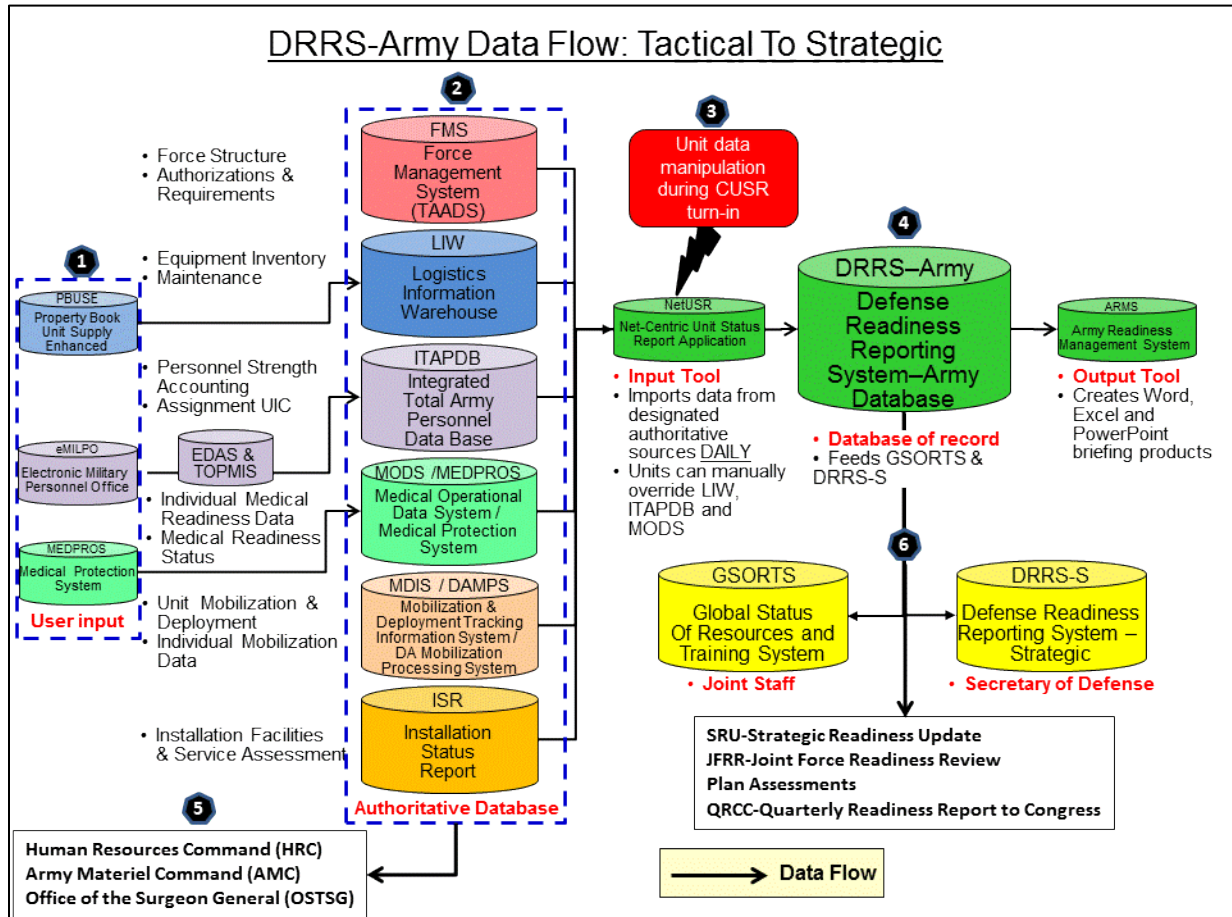 DRRS-Army Data Flow: Tactical To Strategic
1
2
3
4
5
6
• Force Structure
• Authorizations &
Requirements
• Equipment Inventory
• Maintenance
PBUSE
Property Book
Unit Supply
Enhanced
• Personnel Strength
Accounting
• Assignment UIC
eMILPO
Electronic Military
Personnel Office
EDAS &
TOPMIS
• Individual Medical
Readiness Data
• Medical Readiness
Status
MEDPROS
Medical Protection
System
User input
• Unit Mobilization &
Deployment
• Individual Mobilization
Data
• Installation Facilities
& Service Assessment
FMS
Force
Management
System
(TAADS)
LIW
Logistics
Information
Warehouse
ITAPDB
Integrated
Total Army
Personnel
Data Base
MODS /MEDPROS
Medical Operational
Data System /
Medical Protection
System
MDIS / DAMPS
Mobilization &
Deployment Tracking
Information System /
DA Mobilization
Processing System
ISR
Installation
Status
Report
Authoritative Database
Unit data
manipulation
during CUSR
turn-in
NetUSR
Net-Centric Unit Status
Report Application
• Input Tool
• Imports data from
designated
authoritative
sources DAILY
• Units can manually
override LIW,
ITAPDB and
MODS
DRRS–Army
Defense
Readiness
Reporting
System–Army
Database
• Database of record
• Feeds GSORTS &
DRRS-S
ARMS
Army Readiness
Management System
• Output Tool
• Creates Word,
Excel and
PowerPoint
briefing products
GSORTS
Global Status
Of Resources and
Training System
• Joint Staff
DRRS-S
Defense Readiness
Reporting System –
Strategic
• Secretary of Defense
SRU-Strategic Readiness Update
JFRR-Joint Force Readiness Review
Plan Assessments
QRCC-Quarterly Readiness Report to Congress
Human Resources Command (HRC)
Army Materiel Command (AMC)
Office of the Surgeon General (OSTSG)
Data Flow